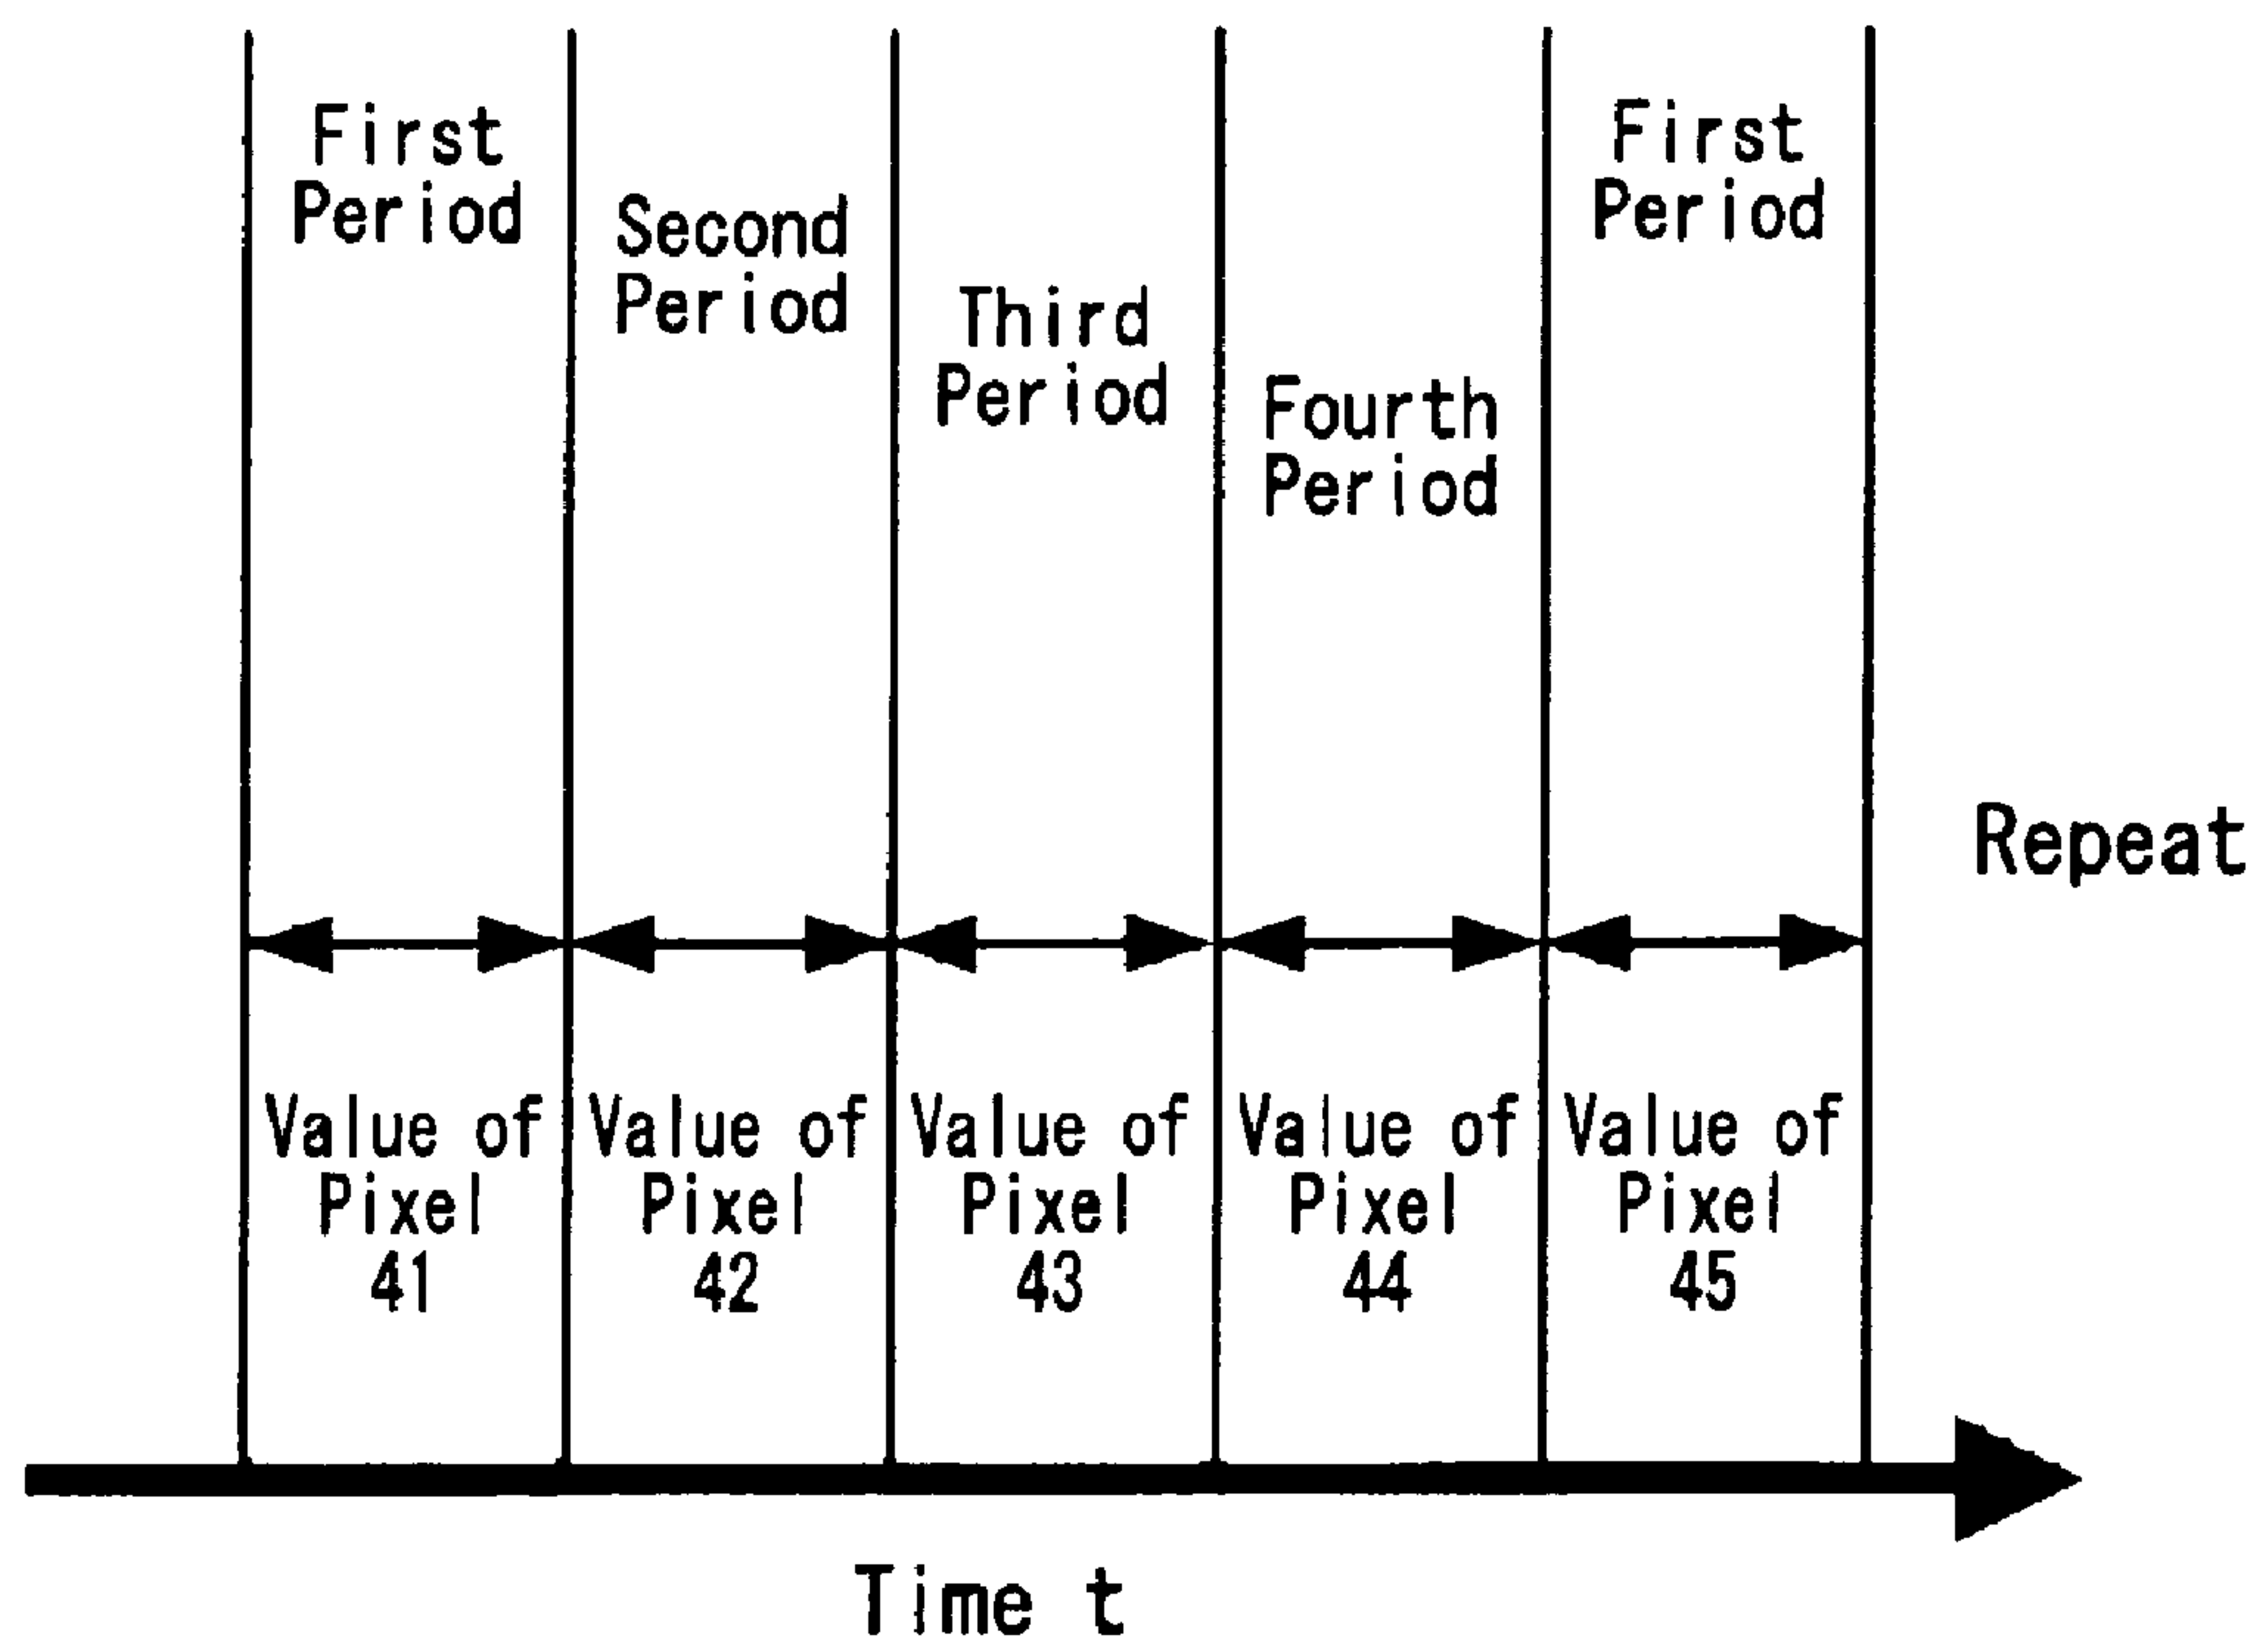 First
Period
Second
Period
Third
Period
Fourth
Period
First
Period
Repeat
Value of
Pixel
41
Value of
Pixel
42
Value of
Pixel
43
Value of
Pixel
44
Value of
Pixel
45
Time t